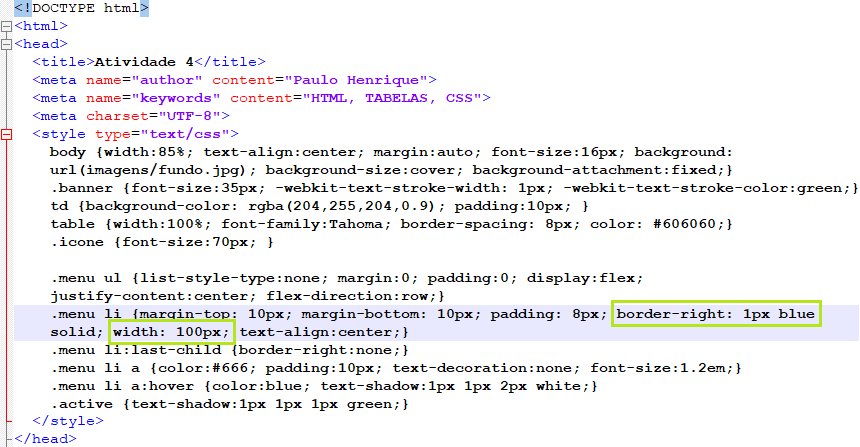 <!DOCTYPE html>
<html>
<head>
<title>Atividade 4</title>
<meta name="author" content="Paulo Henrique">
<meta name="keywords" content="HTML, TABELAS, CSS">
<meta charset="UTF-8">
<style type="text/css">
body {width:85%; text-align:center; margin:auto; font-size:16px; background:
url(imagens/fundo.jpg); background-size:cover; background-attachment:fixed;}
.banner {font-size:35px; -webkit-text-stroke-width: 1px; -webkit-text-stroke-color:green;}
td {background-color: rgba(204,255,204,0.9); padding:10px; }
table {width:100%; font-family:Tahoma; border-spacing: 8px; color: #606060;}
.icone {font-size:70px; }
.menu ul {list-style-type:none; margin:0; padding:0; display:flex;
justify-content:center; flex-direction:row;}
.menu li {margin-top: 10px; margin-bottom: 10px; padding: 8px; border-right: 1px blue
solid; width: 100px; text-align:center;}
.menu li:last-child {border-right:none;}
.menu li a {color:#666; padding:10px; text-decoration:none; font-size:1.2em;}
.menu li a:hover {color:blue; text-shadow:1px 1px 2px white;}
.active {text-shadow:1px 1px 1px green;}
</style>
</head>